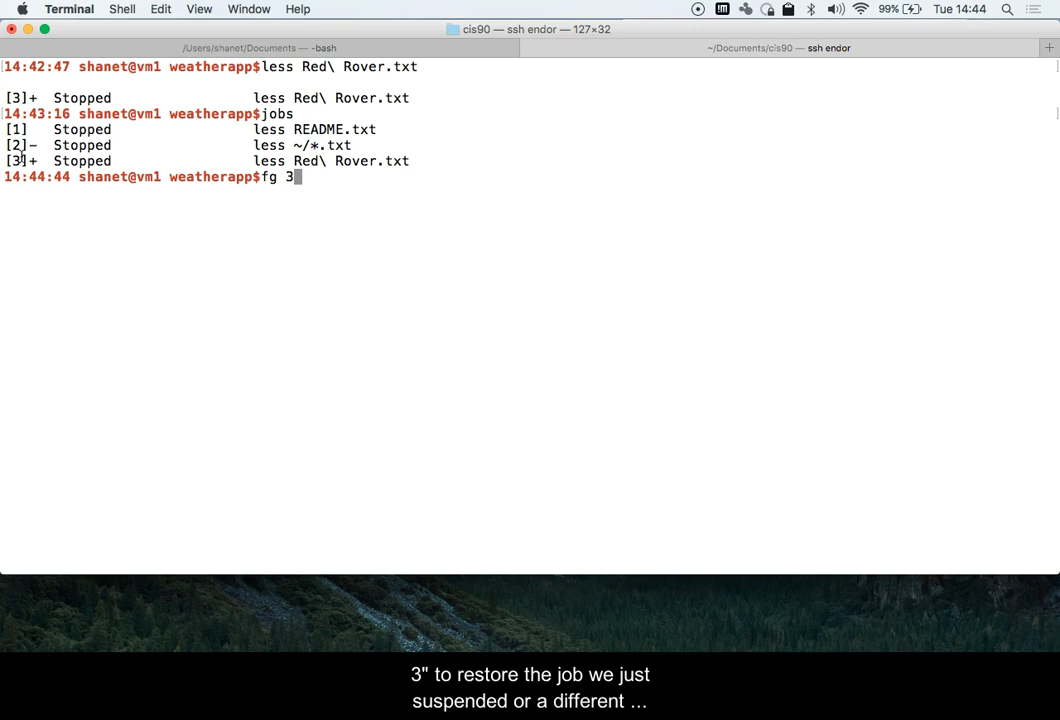 Terminal Shell Edit View Window Help 99% Tue 14:44
cis90 — ssh endor — 127×32
/Users/shanet/Documents — -bash ~/Documents/cis90 — ssh endor +
[14:42:47 shanet@vm1 weatherapp$less Red\ Rover.txt ]
[3]+ Stopped less Red\ Rover.txt
[14:43:16 shanet@vm1 weatherapp$jobs ]
[1] Stopped less README.txt
[2]- Stopped less ~/*.txt
[3]+ Stopped less Red\ Rover.txt
14:44:44 shanet@vm1 weatherapp$fg 3
3" to restore the job we just
suspended or a different ...